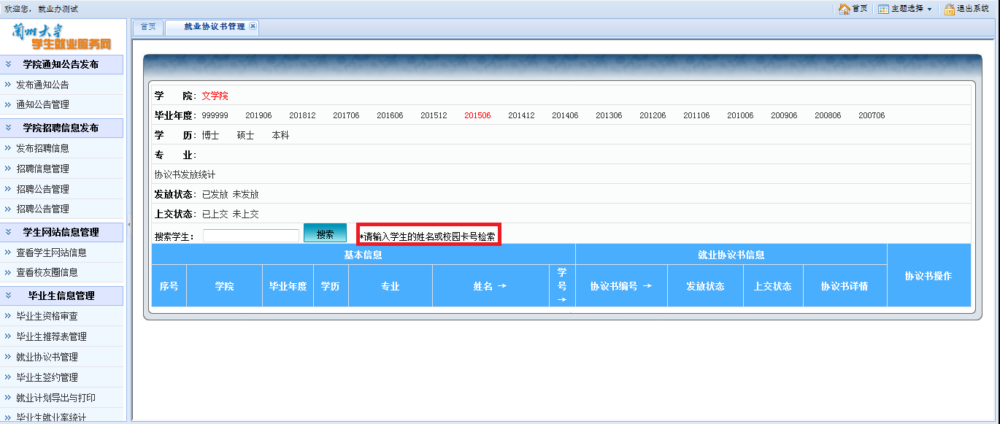 欢迎您，就业办测试
首页 主题选择 退出系统
兰州大学
学生就业服务网
学院通知公告发布
发布通知公告
通知公告管理
学院招聘信息发布
发布招聘信息
招聘信息管理
招聘公告管理
招聘公告管理
学生网站信息管理
查看学生网站信息
查看校友圈信息
毕业生信息管理
毕业生资格审查
毕业生推荐表管理
就业协议书管理
毕业生签约管理
就业计划导出与打印
毕业生就业率统计
首页 就业协议书管理
学 院： 文学院
毕业年度： 999999 201906 201812 201706 201606 201512 201506 201412 201406 201306 201206 201106 201006 200906 200806 200706
学 历： 博士 硕士 本科
专 业：
协议书发放统计
发放状态： 已发放 未发放
上交状态： 已上交 未上交
搜索学生： 搜索 *请输入学生的姓名或校园卡号检索
基本信息 就业协议书信息 协议书操作
序号 学院 毕业年度 学历 专业 姓名 → 学号 → 协议书编号 → 发放状态 上交状态 协议书详情